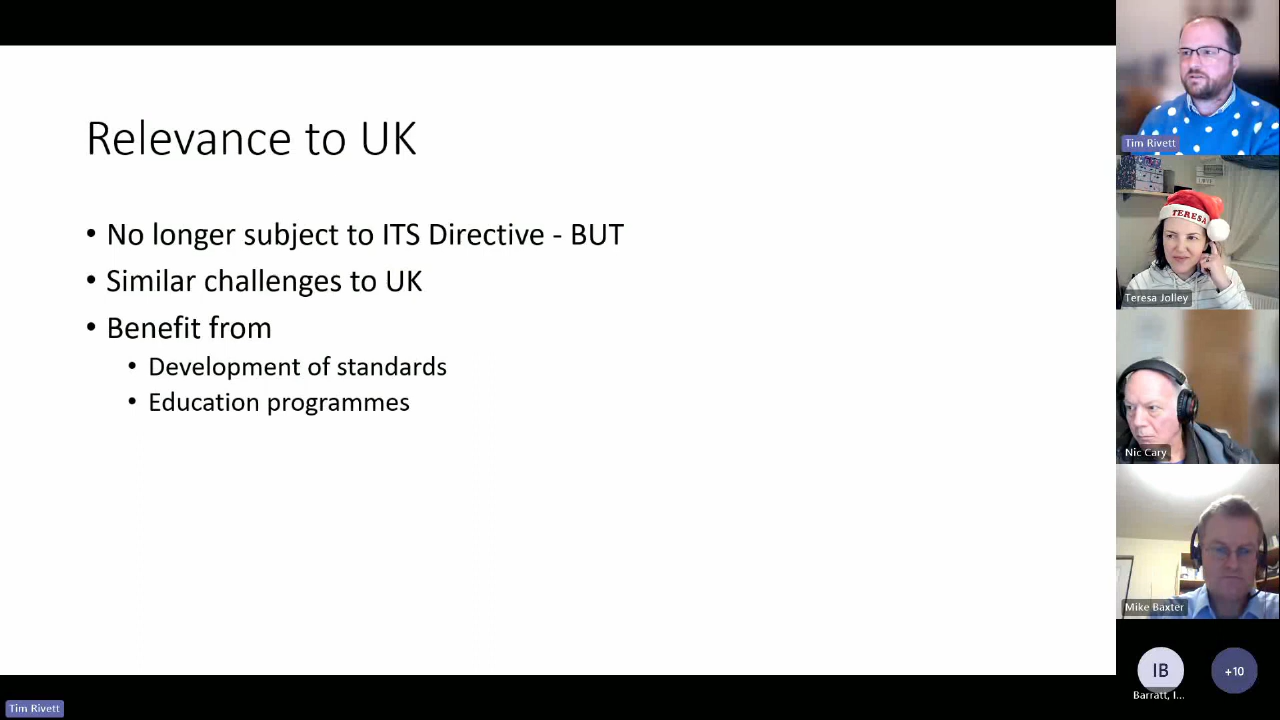 Relevance to UK
• No longer subject to ITS Directive - BUT
• Similar challenges to UK
• Benefit from
• Development of standards
• Education programmes
Tim Rivett
TERESA
Teresa Jolley
Nic Cary
Mike Baxter
IB
+10
Barratt, I...
Tim Rivett